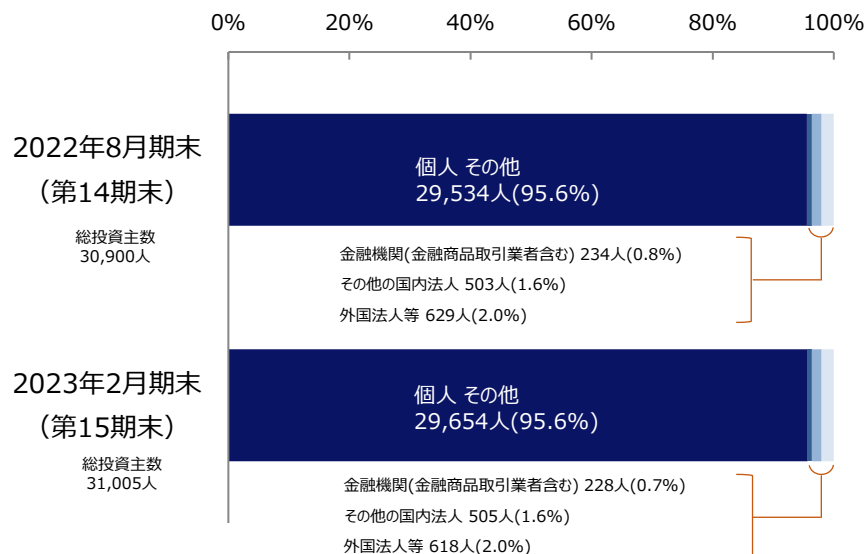 0% 20% 40% 60% 80% 100%
2022年8月期末
（第14期末）
総投資主数
30,900人
個人 その他
29,534人(95.6%)
金融機関(金融商品取引業者含む) 234人(0.8%)
その他の国内法人 503人(1.6%)
外国法人等 629人(2.0%)
2023年2月期末
（第15期末）
総投資主数
31,005人
個人 その他
29,654人(95.6%)
金融機関(金融商品取引業者含む) 228人(0.7%)
その他の国内法人 505人(1.6%)
外国法人等 618人(2.0%)